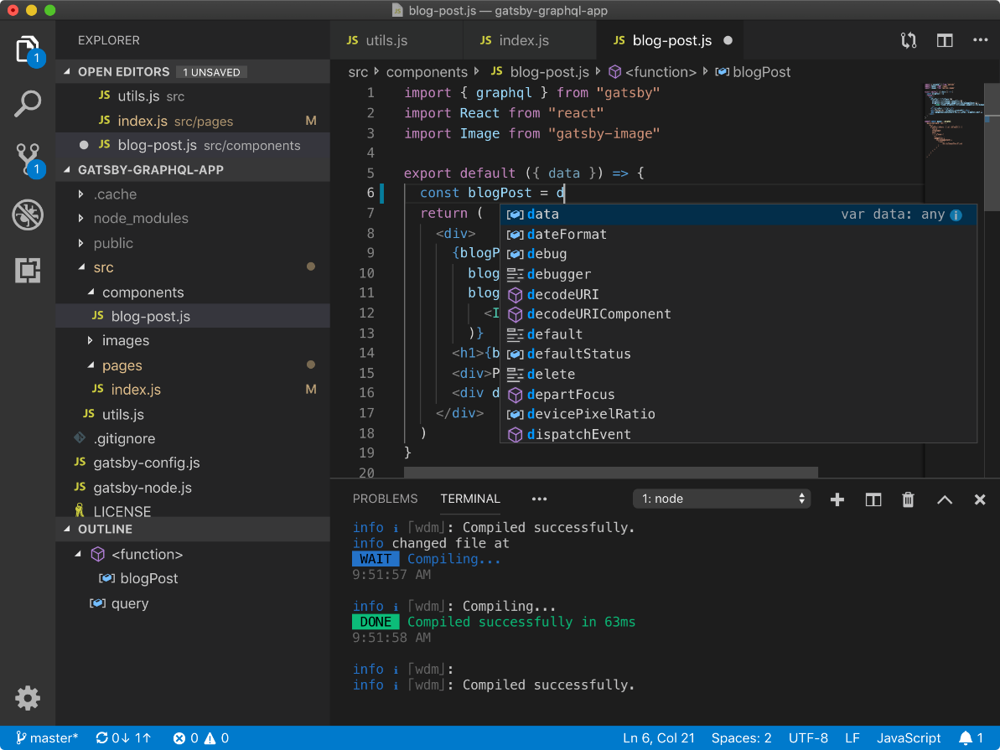 blog-post.js — gatsby-graphql-app
1
1
EXPLORER
OPEN EDITORS 1 UNSAVED
JS utils.js src
JS index.js src/pages M
JS blog-post.js src/components
GATSBY-GRAPHQL-APP
.cache
node_modules
public
src
components
JS blog-post.js
images
pages
JS index.js M
JS utils.js
.gitignore
JS gatsby-config.js
JS gatsby-node.js
LICENSE
OUTLINE
<function>
blogPost
query
JS utils.js JS index.js JS blog-post.js
src components JS blog-post.js <function> blogPost
1 import { graphql } from "gatsby"
2 import React from "react"
3 import Image from "gatsby-image"
4
5 export default ({ data }) => {
6 const blogPost = d
7 return (
8 <div>
9 {blogP
10 blog
11 blog
12 <I
13 )}
14 <h1>{b
15 <div>P
16 <div d
17 </div>
18 )
19 }
20
data var data: any
dateFormat
debug
debugger
decodeURI
decodeURIComponent
default
defaultStatus
delete
departFocus
devicePixelRatio
dispatchEvent
PROBLEMS TERMINAL ••• 1: node
info i ⌈wdm⌋: Compiled successfully.
info changed file at
WAIT Compiling...
9:51:57 AM
info i ⌈wdm⌋: Compiling...
DONE Compiled successfully in 63ms
9:51:58 AM
info i ⌈wdm⌋:
info i ⌈wdm⌋: Compiled successfully.
master* 0↓ 1↑ 0 0 Ln 6, Col 21 Spaces: 2 UTF-8 LF JavaScript 1